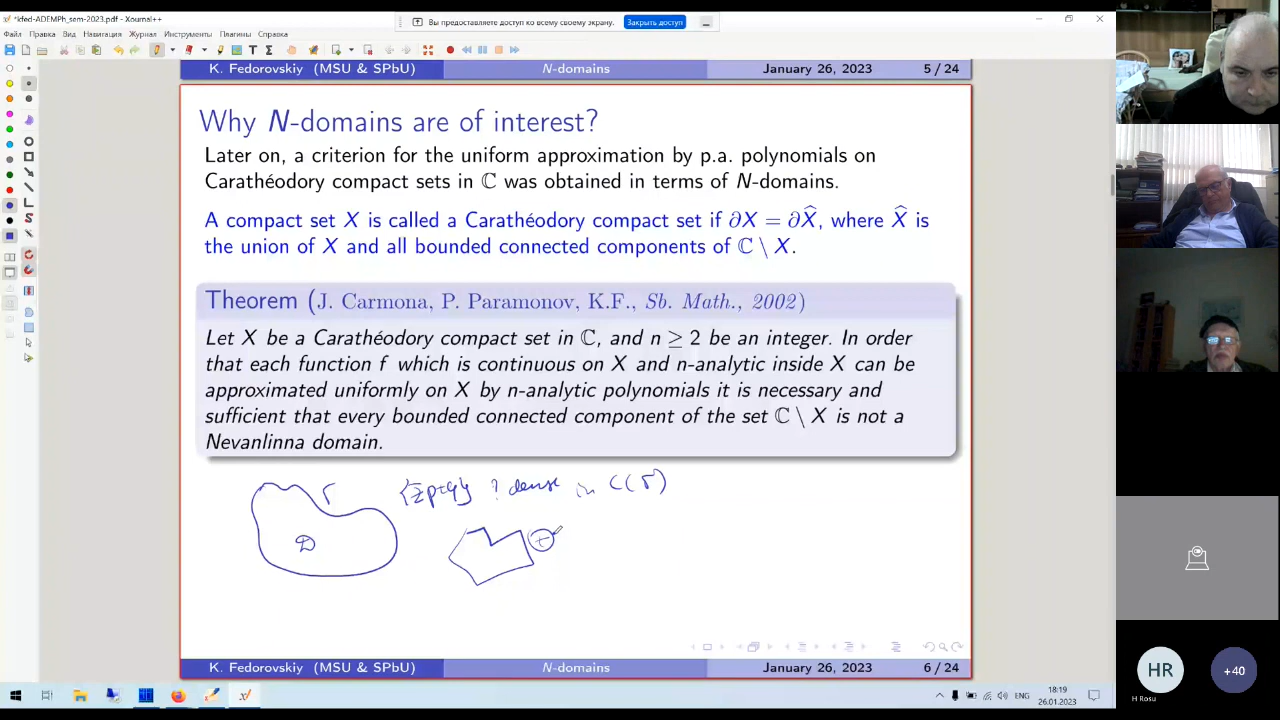 *kfed-ADEMPh_sem-2023.pdf - Xournal++
Вы предоставляете доступ ко всему своему экрану. Закрыть доступ
Файл Правка Вид Навигация Журнал Инструменты Плагины Справка
K. Fedorovskiy (MSU & SPbU) N-domains January 26, 2023 5 / 24
Why N-domains are of interest?
Later on, a criterion for the uniform approximation by p.a. polynomials on
Carathéodory compact sets in ℂ was obtained in terms of N-domains.
A compact set X is called a Carathéodory compact set if ∂X = ∂X̂, where X̂ is
the union of X and all bounded connected components of ℂ \ X.
Theorem (J. Carmona, P. Paramonov, K.F., Sb. Math., 2002)
Let X be a Carathéodory compact set in ℂ, and n ≥ 2 be an integer. In order
that each function f which is continuous on X and n-analytic inside X can be
approximated uniformly on X by n-analytic polynomials it is necessary and
sufficient that every bounded connected component of the set ℂ \ X is not a
Nevanlinna domain.
Γ {z̄p+q} ? dense in C(Γ)
D +
K. Fedorovskiy (MSU & SPbU) N-domains January 26, 2023 6 / 24
HR
H Rosu
+40
ENG
18:19
26.01.2023